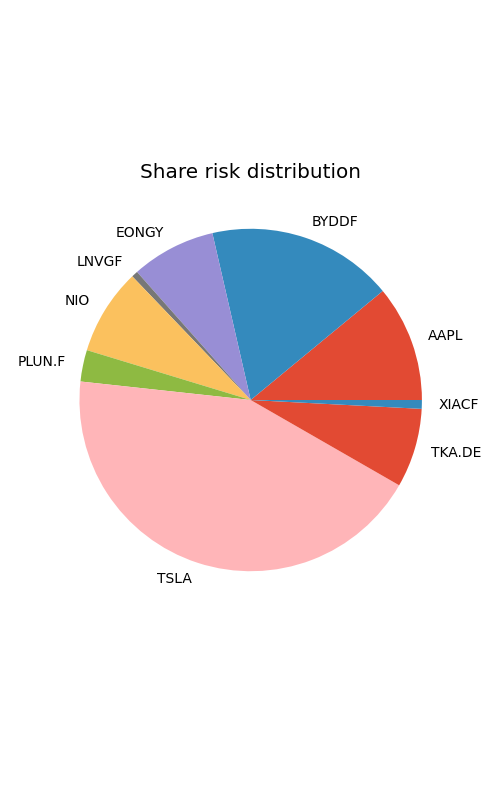 Share risk distribution
BYDDF
EONGY
LNVGF
NIO
AAPL
PLUN.F
XIACF
TKA.DE
TSLA